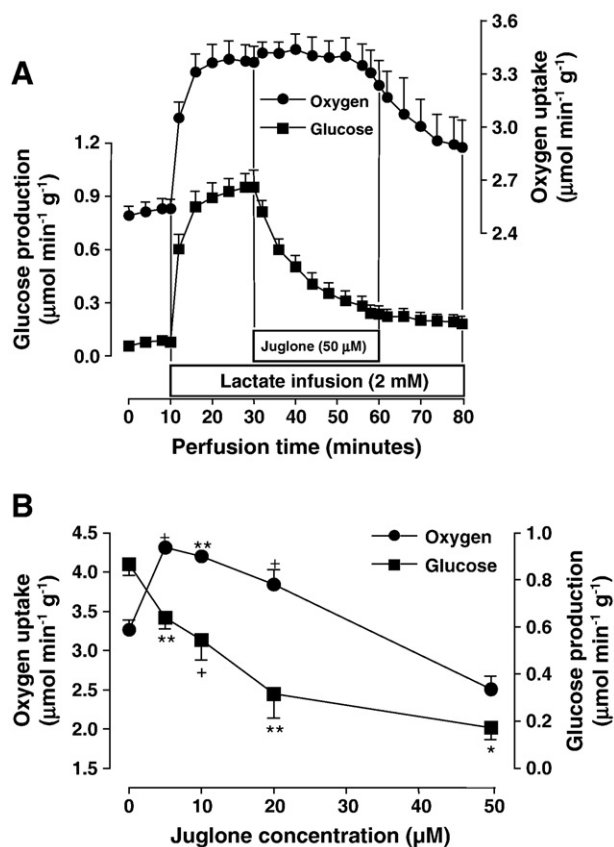 A
Glucose production
(μmol min⁻¹ g⁻¹)
1.2
0.9
0.6
0.3
0.0
3.6
3.3
3.0
2.7
2.4
Oxygen uptake
(μmol min⁻¹ g⁻¹)
Oxygen
Glucose
Juglone (50 μM)
Lactate infusion (2 mM)
0 10 20 30 40 50 60 70 80
Perfusion time (minutes)
B
Oxygen uptake
(μmol min⁻¹ g⁻¹)
4.5
4.0
3.5
3.0
2.5
2.0
1.5
+ ** +
** + ** *
Oxygen
Glucose
1.0
0.8
0.6
0.4
0.2
0.0
Glucose production
(μmol min⁻¹ g⁻¹)
0 10 20 30 40 50
Juglone concentration (μM)